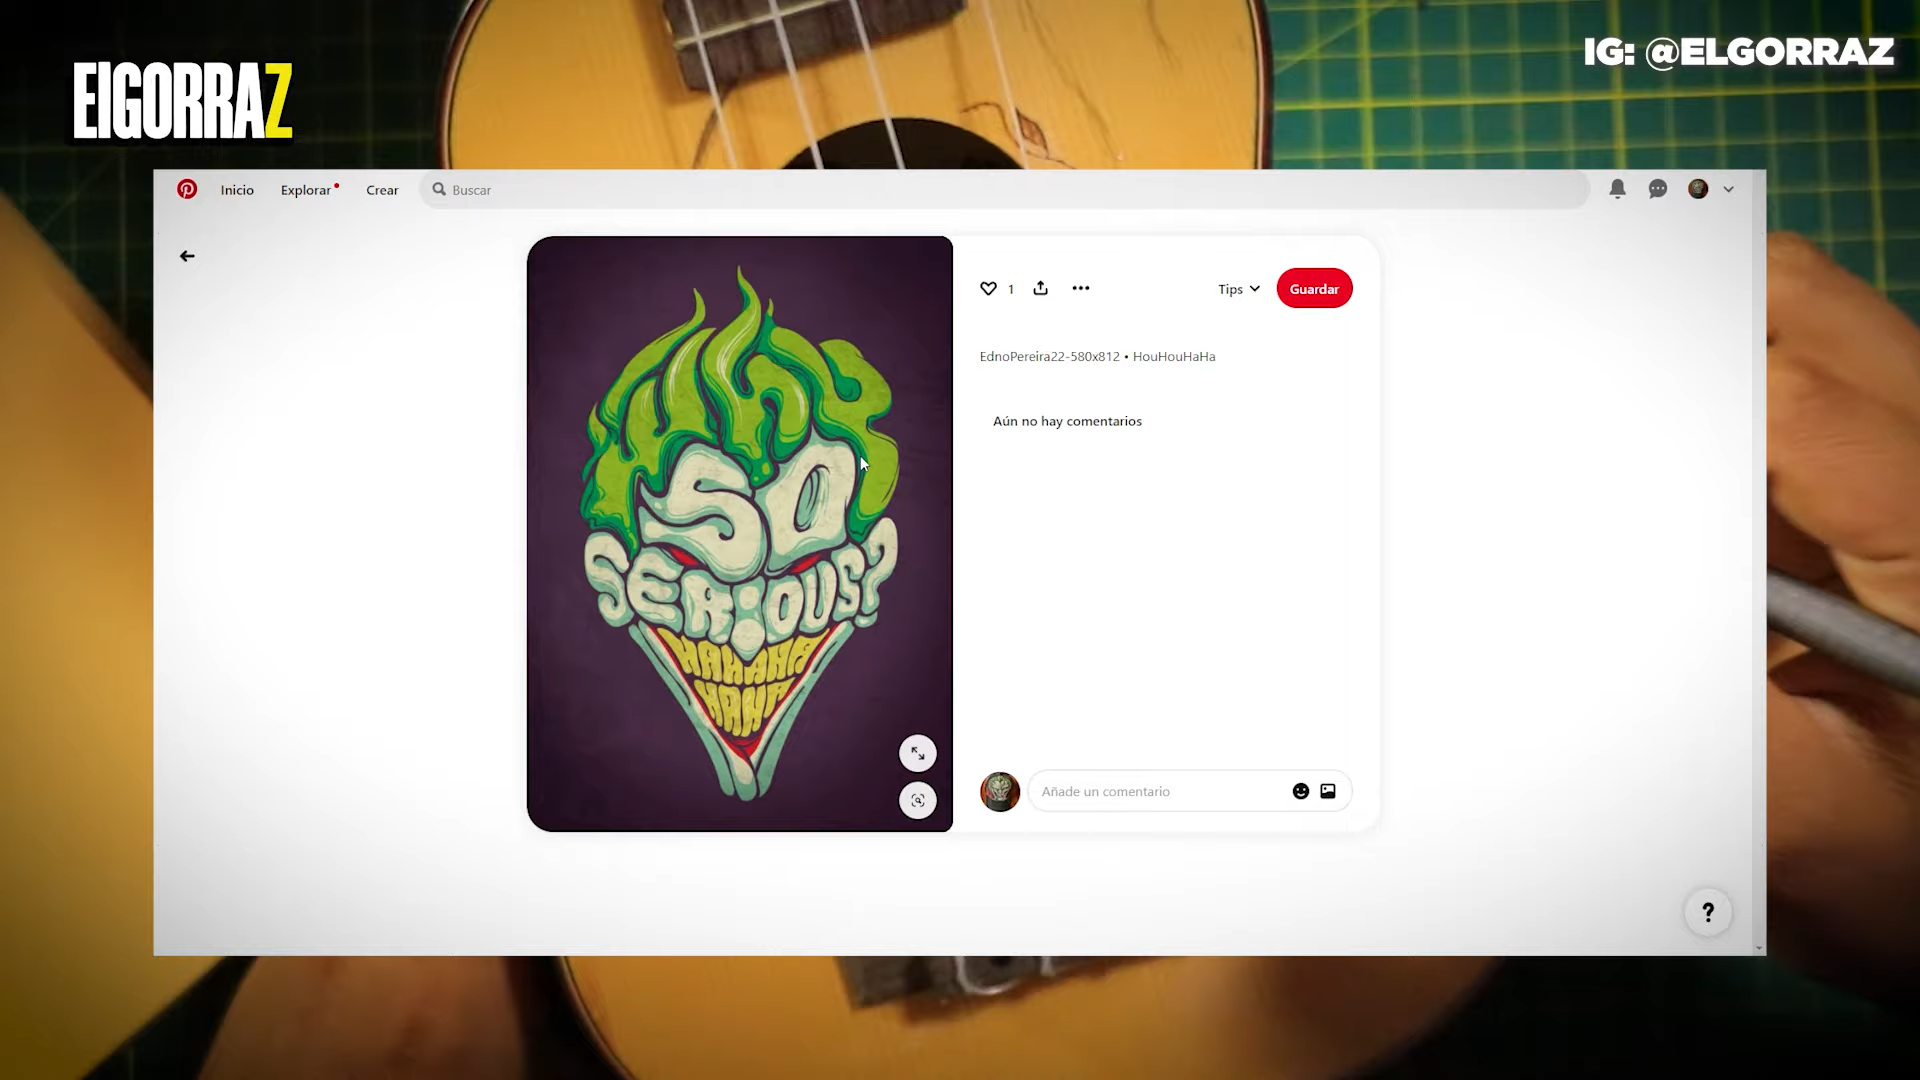 ElGORRAZ
IG: @ELGORRAZ
Inicio
Explorar
Crear
Buscar
1
Tips
Guardar
EdnoPereira22-580x812 • HouHouHaHa
Aún no hay comentarios
WHY
SO
SERiOUS?
HAHAHA
HAHA
Añade un comentario
?